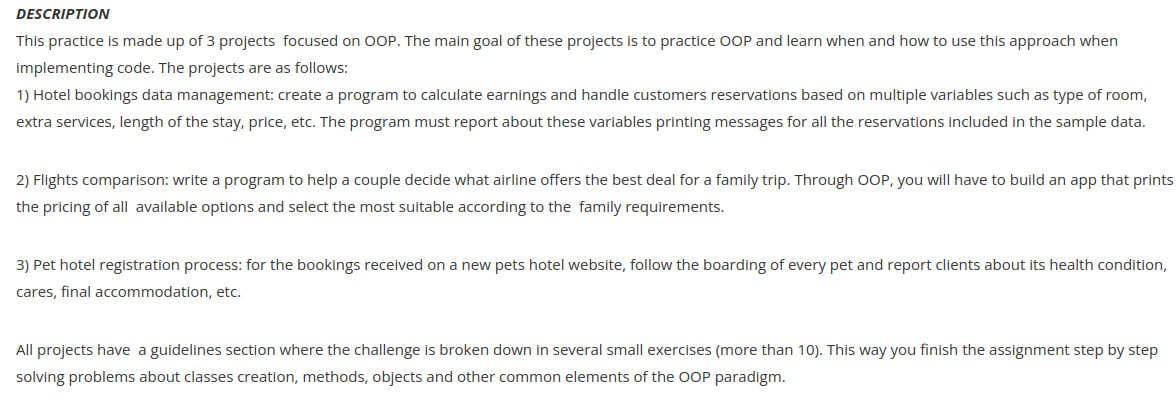 DESCRIPTION
This practice is made up of 3 projects  focused on OOP. The main goal of these projects is to practice OOP and learn when and how to use this approach when
implementing code. The projects are as follows:
1) Hotel bookings data management: create a program to calculate earnings and handle customers reservations based on multiple variables such as type of room,
extra services, length of the stay, price, etc. The program must report about these variables printing messages for all the reservations included in the sample data.
2) Flights comparison: write a program to help a couple decide what airline offers the best deal for a family trip. Through OOP, you will have to build an app that prints
the pricing of all  available options and select the most suitable according to the  family requirements.
3) Pet hotel registration process: for the bookings received on a new pets hotel website, follow the boarding of every pet and report clients about its health condition,
cares, final accommodation, etc.
All projects have  a guidelines section where the challenge is broken down in several small exercises (more than 10). This way you finish the assignment step by step
solving problems about classes creation, methods, objects and other common elements of the OOP paradigm.